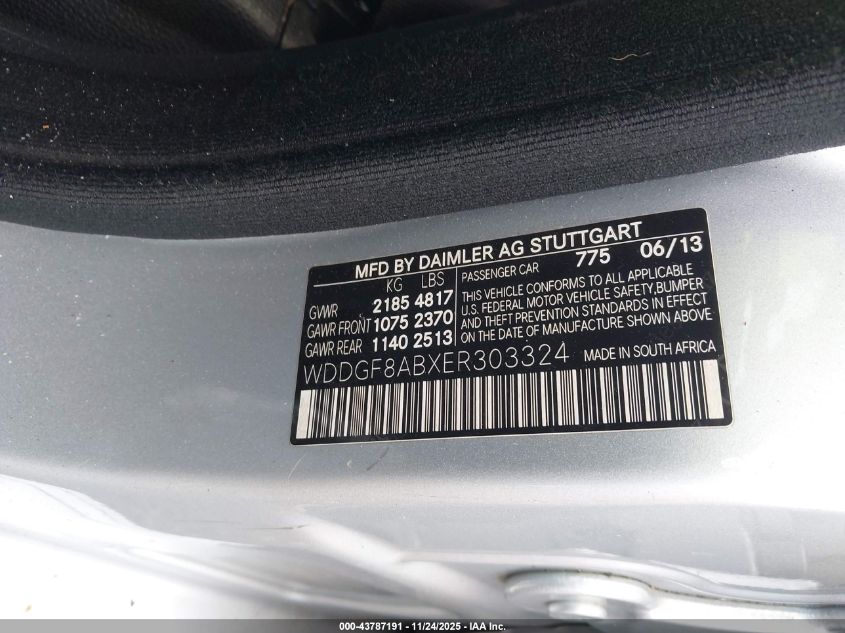 MFD BY DAIMLER AG STUTTGART
KG LBS
GVWR 2185 4817
GAWR FRONT 1075 2370
GAWR REAR 1140 2513
PASSENGER CAR 775 06/13
THIS VEHICLE CONFORMS TO ALL APPLICABLE
U.S. FEDERAL MOTOR VEHICLE SAFETY,BUMPER
AND THEFT PREVENTION STANDARDS IN EFFECT
ON THE DATE OF MANUFACTURE SHOWN ABOVE
WDDGF8ABXER303324 MADE IN SOUTH AFRICA
000-43787191 - 11/24/2025 - IAA Inc.